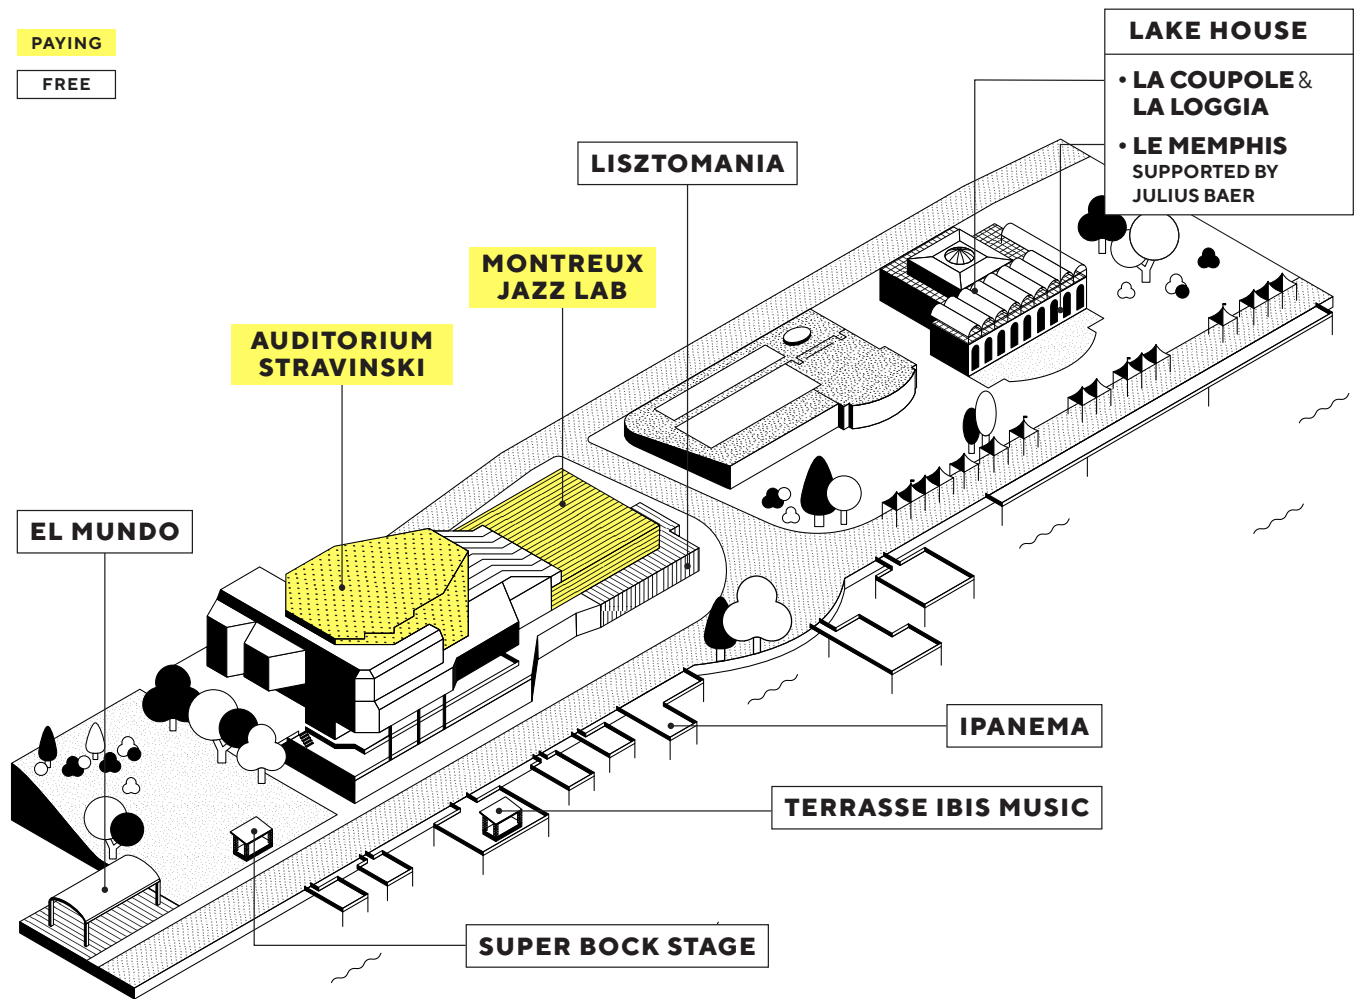 PAYING
FREE
LAKE HOUSE
• LA COUPOLE &
LA LOGGIA
• LE MEMPHIS
SUPPORTED BY
JULIUS BAER
LISZTOMANIA
MONTREUX
JAZZ LAB
AUDITORIUM
STRAVINSKI
EL MUNDO
IPANEMA
TERRASSE IBIS MUSIC
SUPER BOCK STAGE